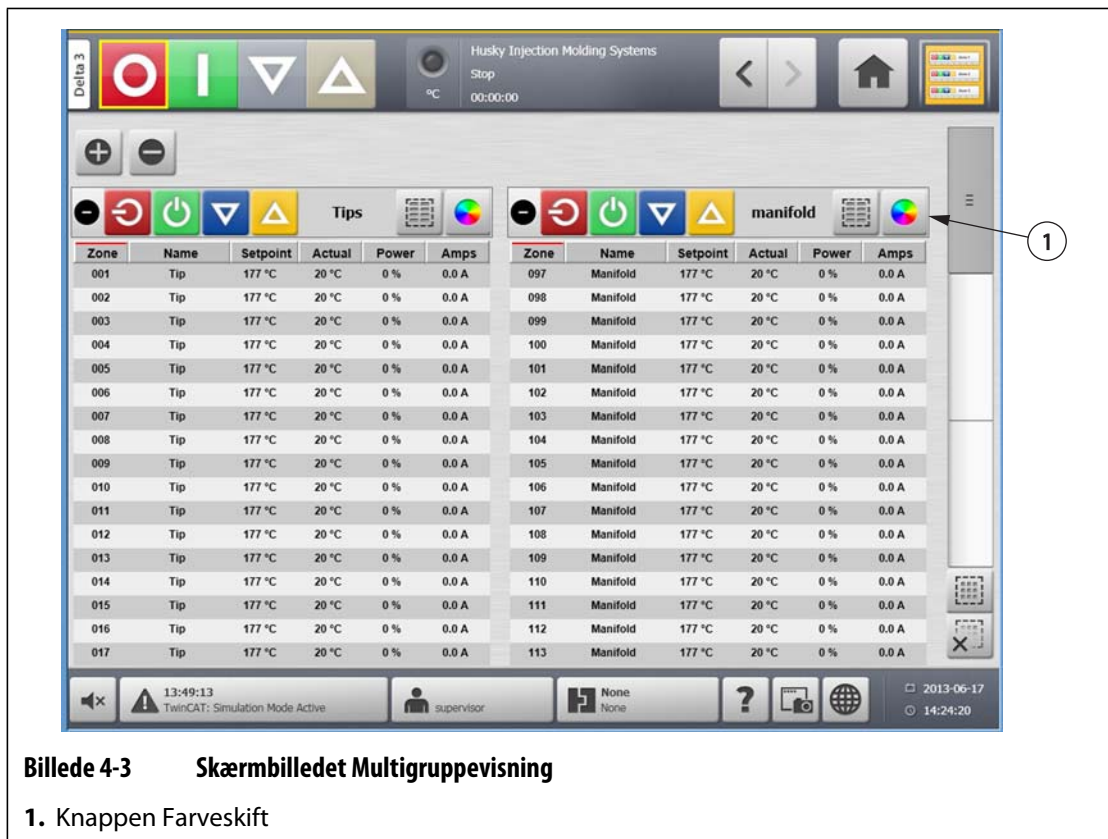 Delta 3
Husky Injection Molding Systems
Stop
°C
00:00:00
Tips
manifold
1
Zone Name Setpoint Actual Power Amps Zone Name Setpoint Actual Power Amps
001 Tip 177 °C 20 °C 0 % 0.0 A 097 Manifold 177 °C 20 °C 0 % 0.0 A
002 Tip 177 °C 20 °C 0 % 0.0 A 098 Manifold 177 °C 20 °C 0 % 0.0 A
003 Tip 177 °C 20 °C 0 % 0.0 A 099 Manifold 177 °C 20 °C 0 % 0.0 A
004 Tip 177 °C 20 °C 0 % 0.0 A 100 Manifold 177 °C 20 °C 0 % 0.0 A
005 Tip 177 °C 20 °C 0 % 0.0 A 101 Manifold 177 °C 20 °C 0 % 0.0 A
006 Tip 177 °C 20 °C 0 % 0.0 A 102 Manifold 177 °C 20 °C 0 % 0.0 A
007 Tip 177 °C 20 °C 0 % 0.0 A 103 Manifold 177 °C 20 °C 0 % 0.0 A
008 Tip 177 °C 20 °C 0 % 0.0 A 104 Manifold 177 °C 20 °C 0 % 0.0 A
009 Tip 177 °C 20 °C 0 % 0.0 A 105 Manifold 177 °C 20 °C 0 % 0.0 A
010 Tip 177 °C 20 °C 0 % 0.0 A 106 Manifold 177 °C 20 °C 0 % 0.0 A
011 Tip 177 °C 20 °C 0 % 0.0 A 107 Manifold 177 °C 20 °C 0 % 0.0 A
012 Tip 177 °C 20 °C 0 % 0.0 A 108 Manifold 177 °C 20 °C 0 % 0.0 A
013 Tip 177 °C 20 °C 0 % 0.0 A 109 Manifold 177 °C 20 °C 0 % 0.0 A
014 Tip 177 °C 20 °C 0 % 0.0 A 110 Manifold 177 °C 20 °C 0 % 0.0 A
015 Tip 177 °C 20 °C 0 % 0.0 A 111 Manifold 177 °C 20 °C 0 % 0.0 A
016 Tip 177 °C 20 °C 0 % 0.0 A 112 Manifold 177 °C 20 °C 0 % 0.0 A
017 Tip 177 °C 20 °C 0 % 0.0 A 113 Manifold 177 °C 20 °C 0 % 0.0 A
13:49:13
TwinCAT: Simulation Mode Active
supervisor
None
None
?
2013-06-17
14:24:20
Billede 4-3 Skærmbilledet Multigruppevisning
1. Knappen Farveskift